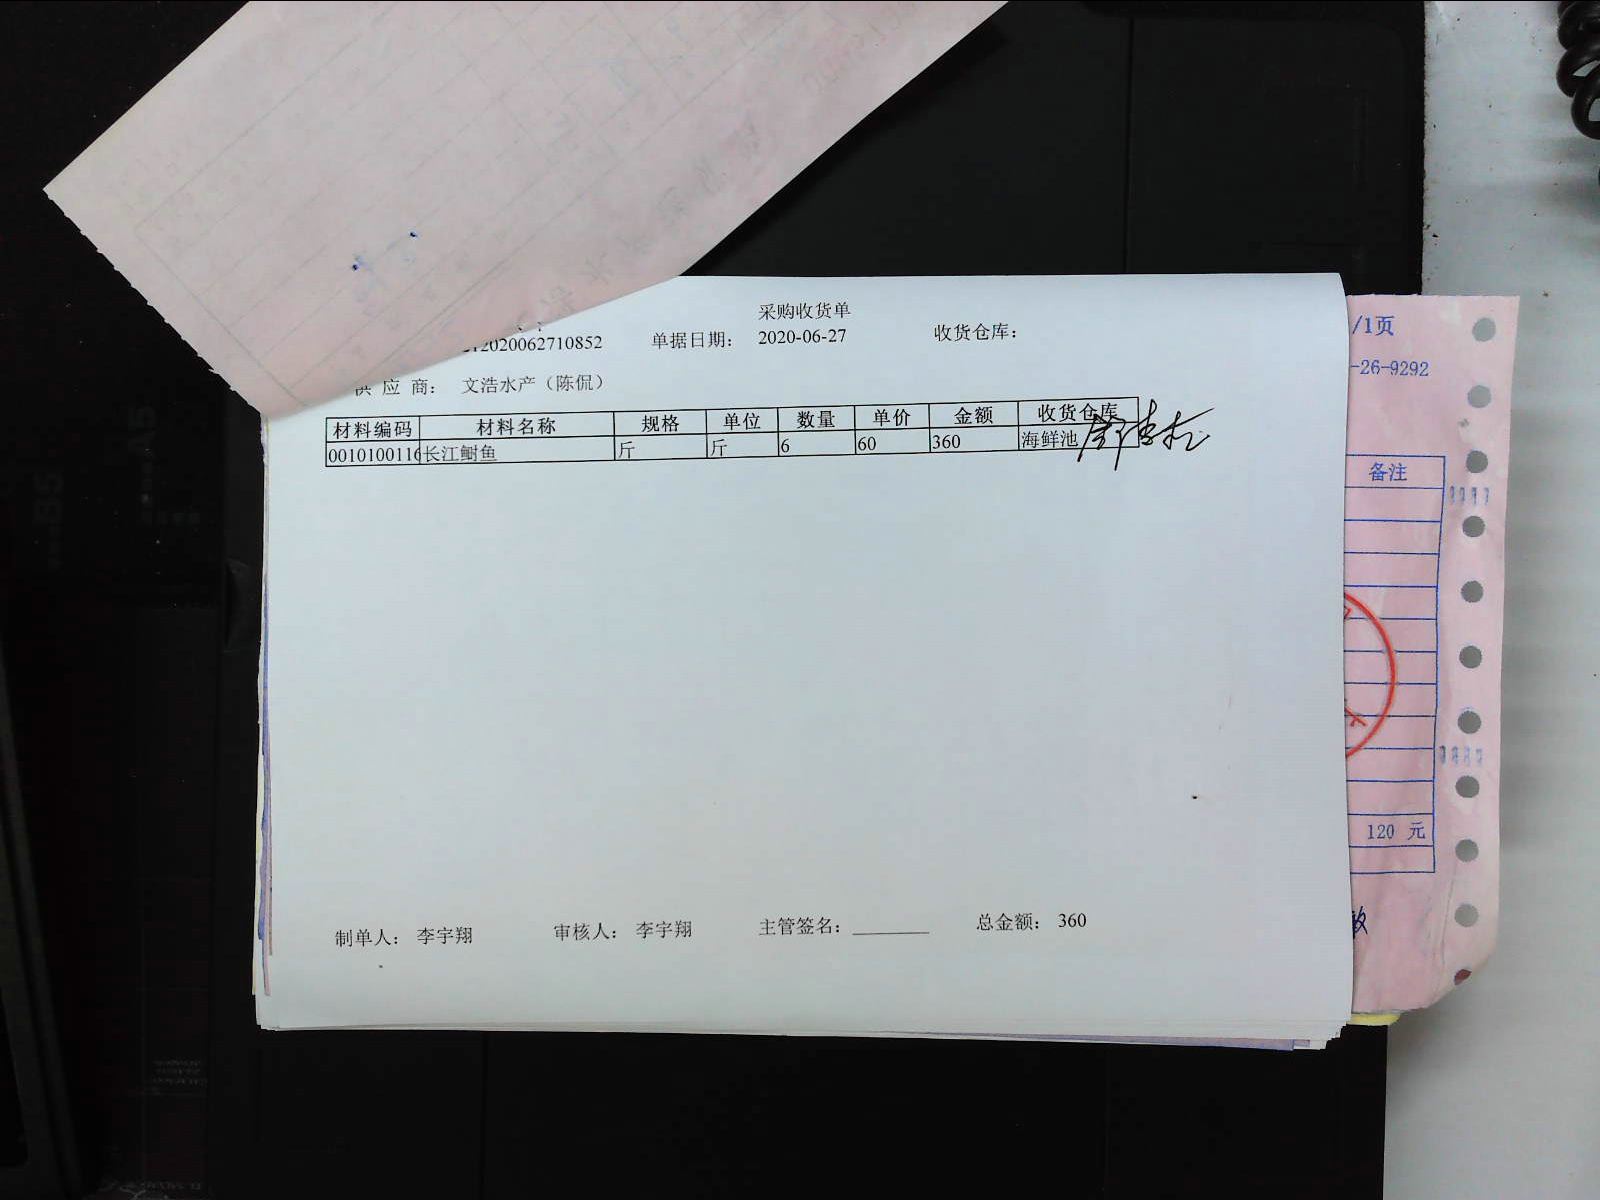 采购收货单
2020062710852 单据日期： 2020-06-27 收货仓库：
供 应 商： 文浩水产（陈侃）
材料编码 材料名称 规格 单位 数量 单价 金额 收货仓库
0010100116 长江鮰鱼 斤 斤 6 60 360 海鲜池
制单人： 李宇翔 审核人： 李宇翔 主管签名：________ 总金额： 360
/1页
-26-9292
备注
120 元